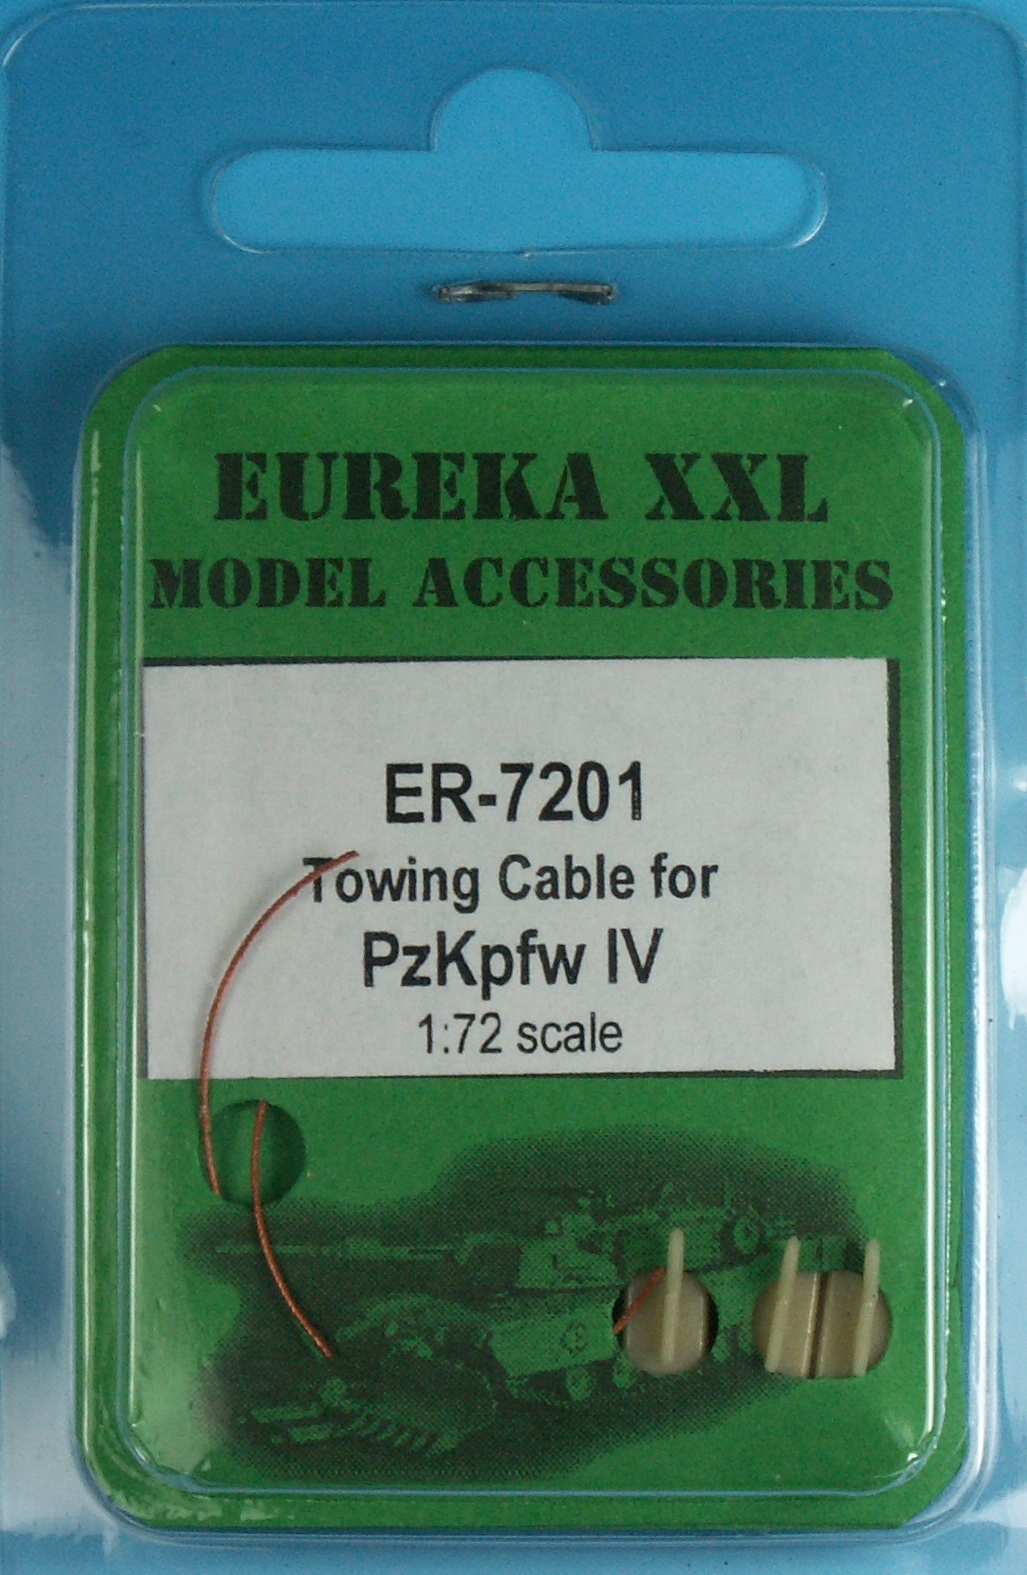 EUREKA XXL
MODEL ACCESSORIES
ER-7201
Towing Cable for
PzKpfw IV
1:72 scale